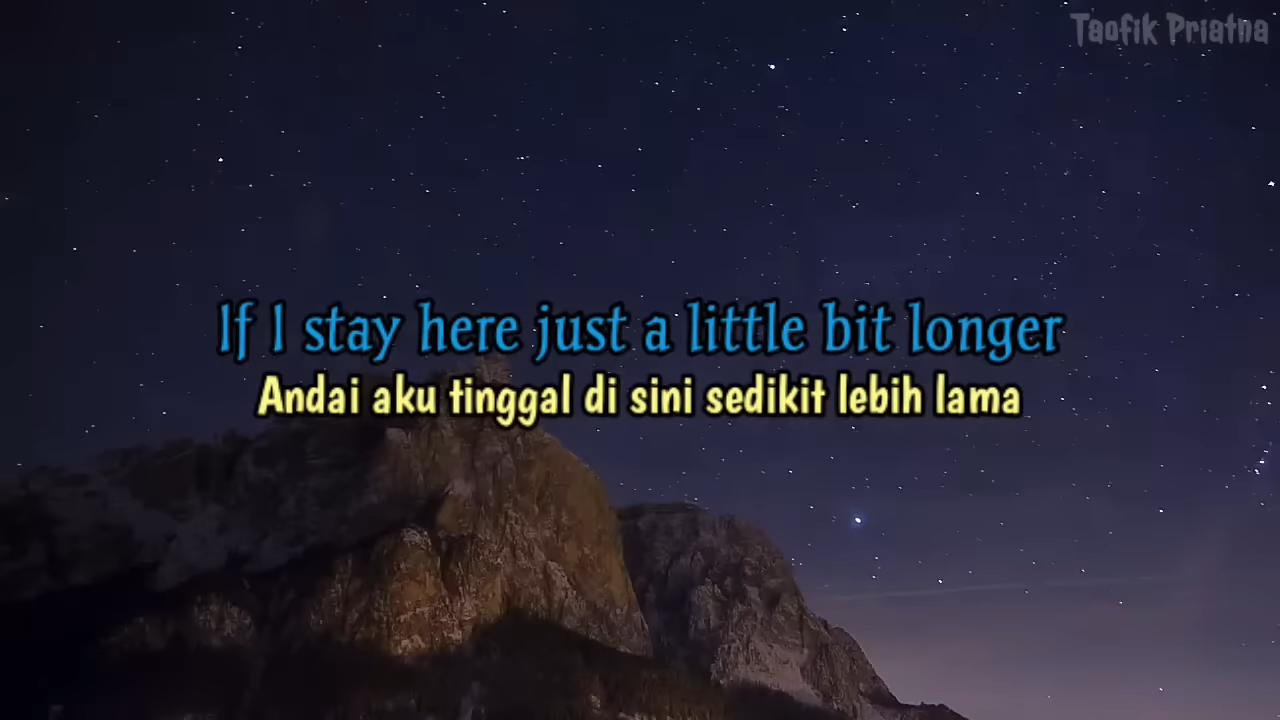 Taofik Priatna
If I stay here just a little bit longer
Andai aku tinggal di sini sedikit lebih lama